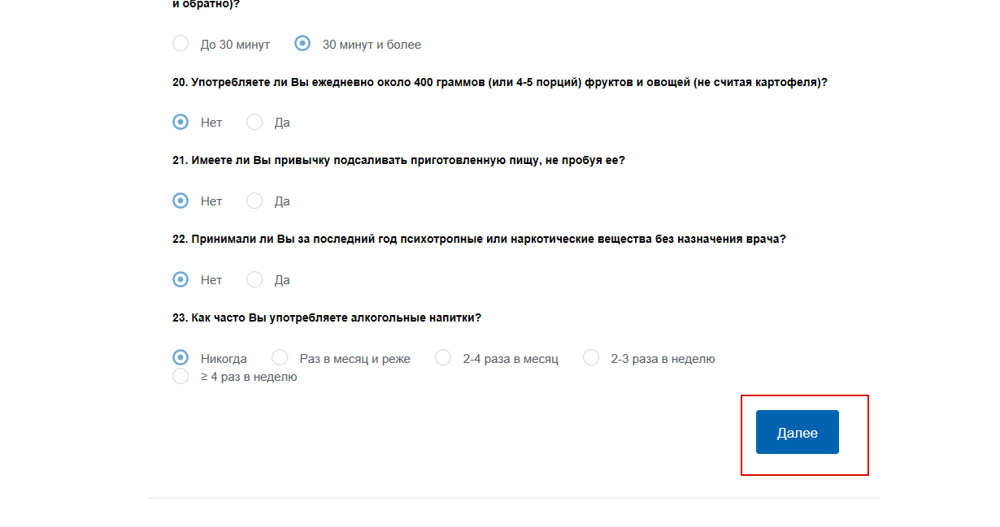 и обратно)?
До 30 минут 30 минут и более
20. Употребляете ли Вы ежедневно около 400 граммов (или 4-5 порций) фруктов и овощей (не считая картофеля)?
Нет Да
21. Имеете ли Вы привычку подсаливать приготовленную пищу, не пробуя ее?
Нет Да
22. Принимали ли Вы за последний год психотропные или наркотические вещества без назначения врача?
Нет Да
23. Как часто Вы употребляете алкогольные напитки?
Никогда Раз в месяц и реже 2-4 раза в месяц 2-3 раза в неделю
≥ 4 раз в неделю
Далее